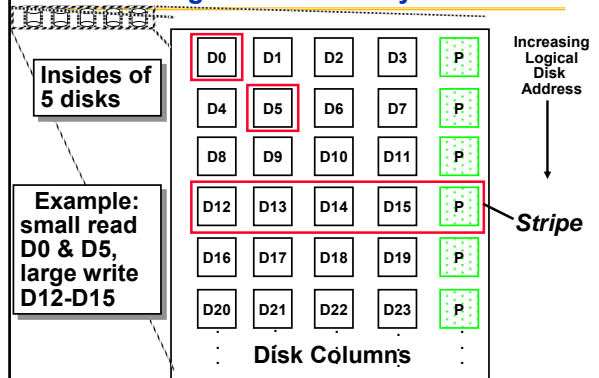 D0 D1 D2 D3 P
D4 D5 D6 D7 P
D8 D9 D10 D11 P
D12 D13 D14 D15 P
D16 D17 D18 D19 P
D20 D21 D22 D23 P
Disk Columns
Insides of
5 disks
Example:
small read
D0 & D5,
large write
D12-D15
Increasing
Logical
Disk
Address
Stripe